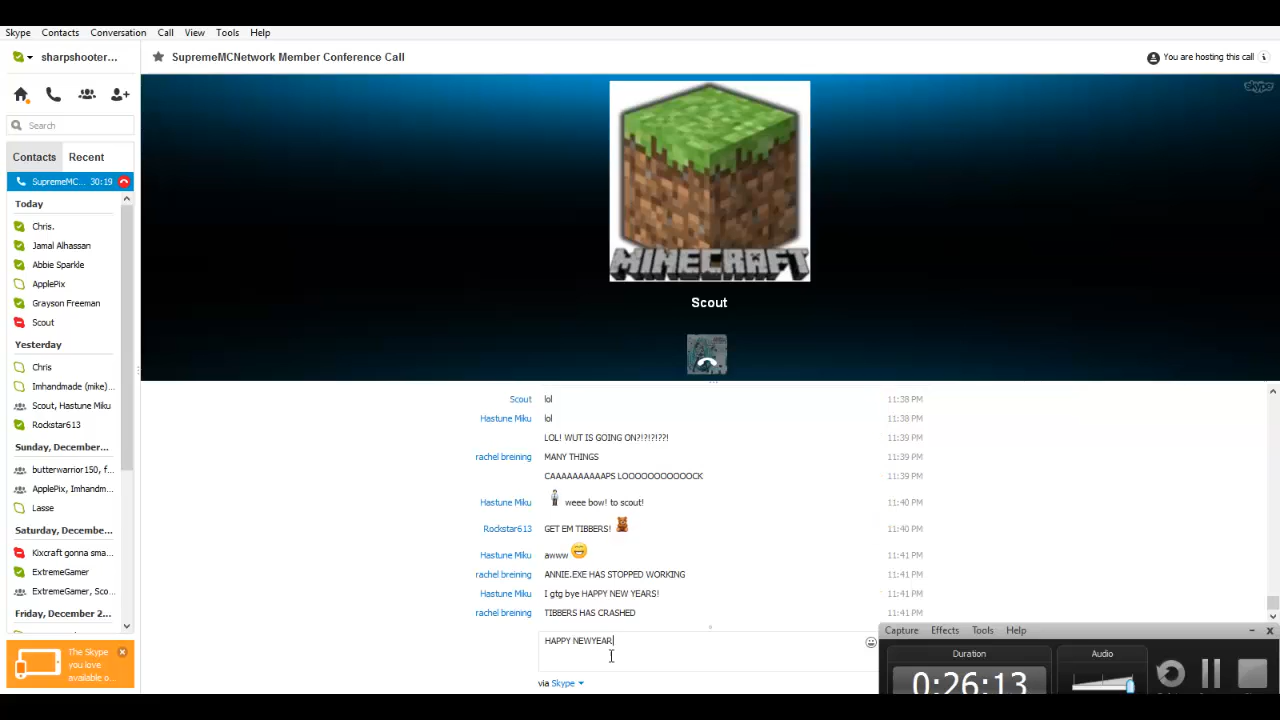 Skype Contacts Conversation Call View Tools Help
sharpshooter...
SupremeMCNetwork Member Conference Call
You are hosting this call
skype
Search
Contacts Recent
SupremeMC... 30:19
Today
Chris.
Jamal Alhassan
Abbie Sparkle
ApplePix
Grayson Freeman
Scout
Yesterday
Chris
Imhandmade (mike)...
Scout, Hastune Miku
Rockstar613
Sunday, December...
butterwarrior150, f...
ApplePix, Imhandm...
Lasse
Saturday, Decembe...
Kixcraft gonna sma...
ExtremeGamer
ExtremeGamer, Sco...
Friday, December 2...
The Skype
you love
available o...
MINECRAFT
Scout
Scout lol 11:38 PM
Hastune Miku lol 11:38 PM
LOL! WUT IS GOING ON?!?!?!??! 11:39 PM
rachel breining MANY THINGS 11:39 PM
CAAAAAAAAAPS LOOOOOOOOOOOCK 11:39 PM
Hastune Miku weee bow! to scout! 11:40 PM
Rockstar613 GET EM TIBBERS! 11:40 PM
Hastune Miku awww 11:41 PM
rachel breining ANNIE.EXE HAS STOPPED WORKING 11:41 PM
Hastune Miku I gtg bye HAPPY NEW YEARS! 11:41 PM
rachel breining TIBBERS HAS CRASHED 11:41 PM
HAPPY NEWYEAR
via Skype
Capture Effects Tools Help
Duration
0:26:13
Audio